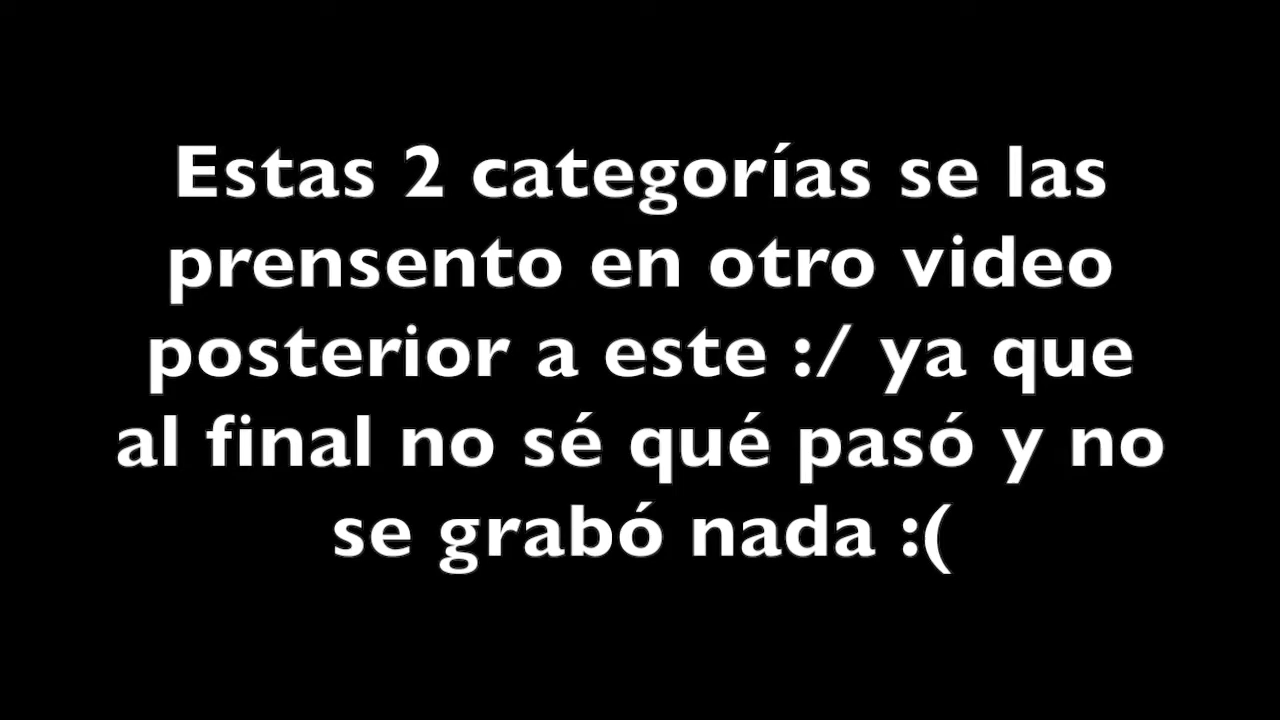 Estas 2 categorías se las
prensento en otro video
posterior a este :/ ya que
al final no sé qué pasó y no
se grabó nada :(